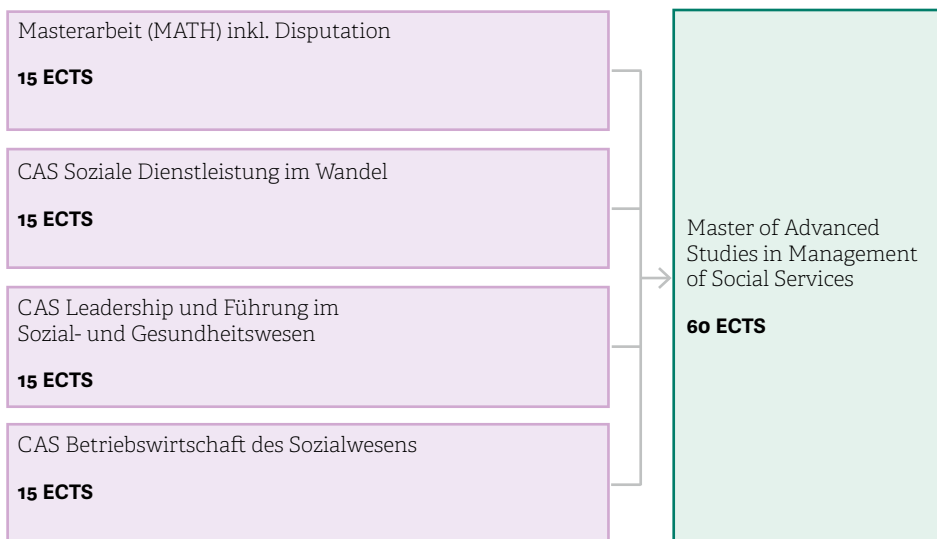 Masterarbeit (MATH) inkl. Disputation
15 ECTS
CAS Soziale Dienstleistung im Wandel
15 ECTS
CAS Leadership und Führung im
Sozial- und Gesundheitswesen
15 ECTS
CAS Betriebswirtschaft des Sozialwesens
15 ECTS
Master of Advanced
Studies in Management
of Social Services
60 ECTS